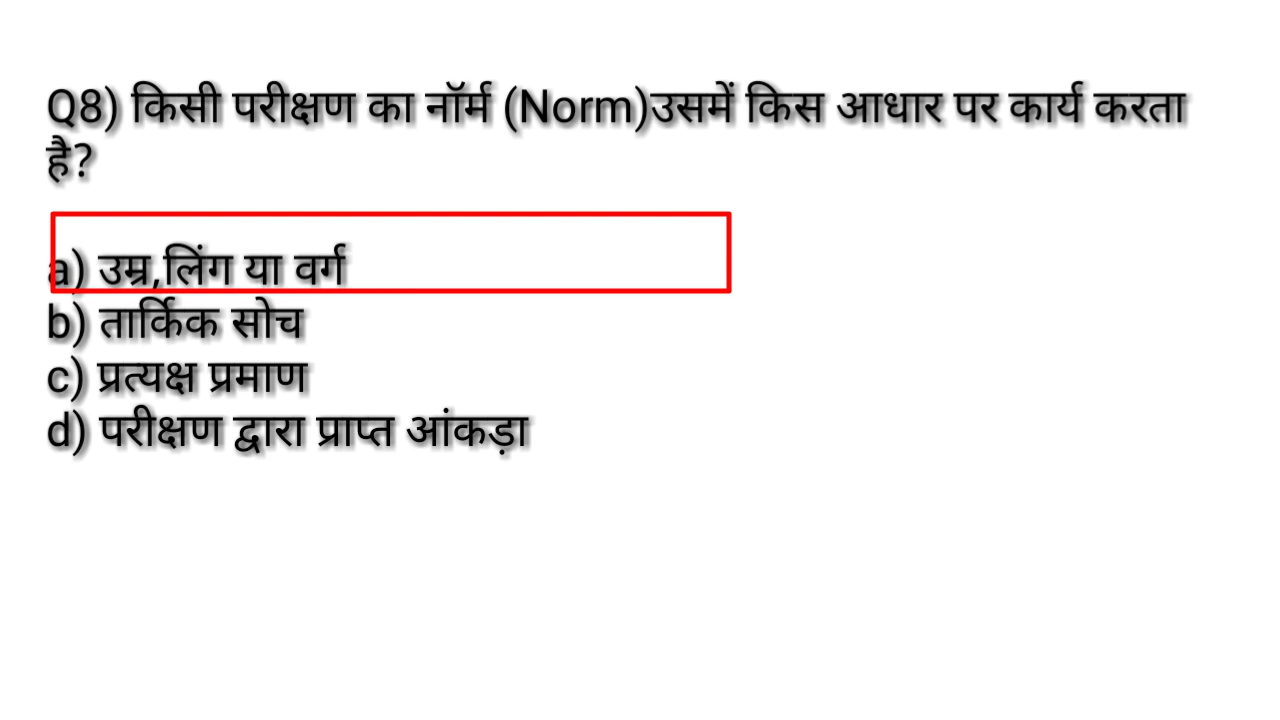 Q8) किसी परीक्षण का नॉर्म (Norm)उसमें किस आधार पर कार्य करता
है?
a) उम्र,लिंग या वर्ग
b) तार्किक सोच
c) प्रत्यक्ष प्रमाण
d) परीक्षण द्वारा प्राप्त आंकड़ा